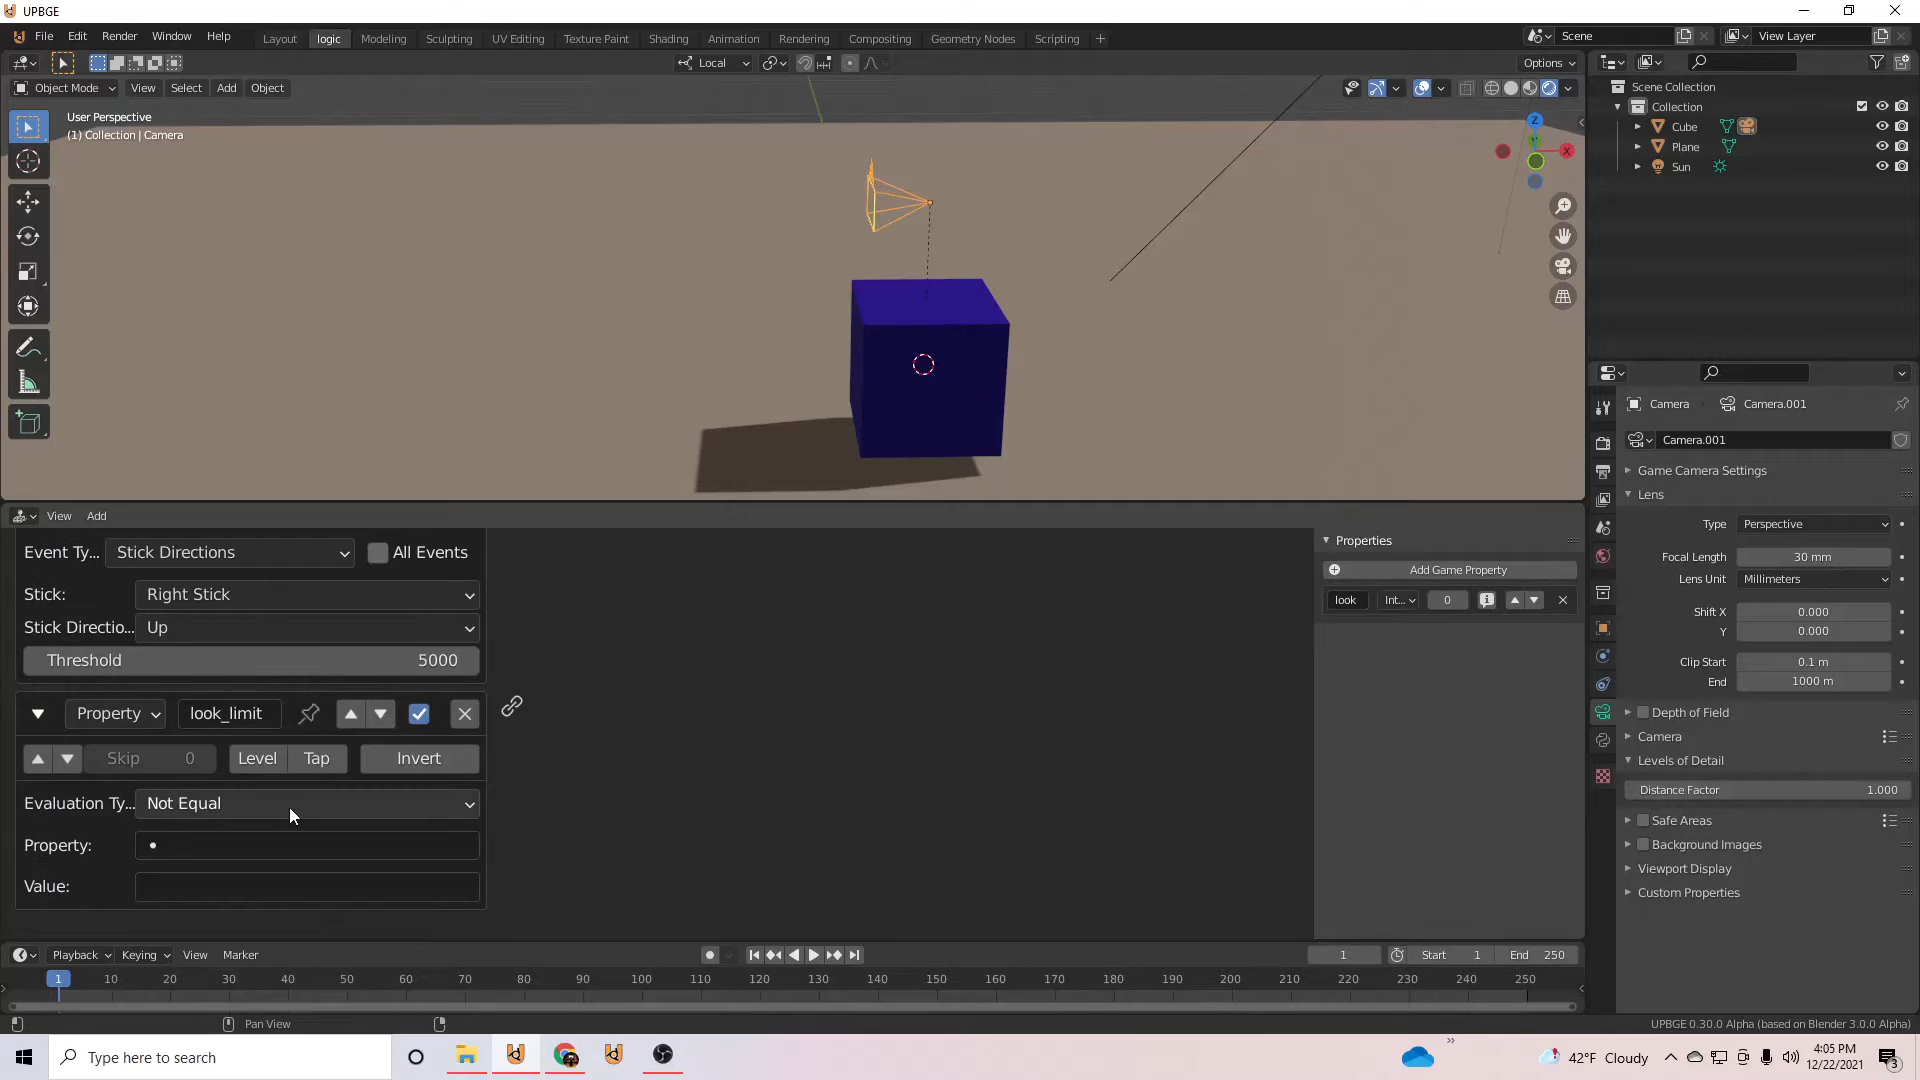 UPBGE
File Edit Render Window Help Layout logic Modeling Sculpting UV Editing Texture Paint Shading Animation Rendering Compositing Geometry Nodes Scripting + Scene View Layer
Local Options
Object Mode View Select Add Object
User Perspective
(1) Collection | Camera
Z
Y
X
Scene Collection
Collection
Cube
Plane
Sun
Camera Camera.001
Camera.001
Game Camera Settings
Lens
Type Perspective
Focal Length 30 mm
Lens Unit Millimeters
Shift X 0.000
Y 0.000
Clip Start 0.1 m
End 1000 m
Depth of Field
Camera
Levels of Detail
Distance Factor 1.000
Safe Areas
Background Images
Viewport Display
Custom Properties
View Add
Event Ty... Stick Directions All Events
Stick: Right Stick
Stick Directio... Up
Threshold 5000
Property look_limit
Skip 0 Level Tap Invert
Evaluation Ty... Not Equal
Property:
Value:
Properties
Add Game Property
look Int... 0
Playback Keying View Marker 1 Start 1 End 250
1 10 20 30 40 50 60 70 80 90 100 110 120 130 140 150 160 170 180 190 200 210 220 230 240 250
Pan View UPBGE 0.30.0 Alpha (based on Blender 3.0.0 Alpha)
Type here to search 42°F Cloudy 4:05 PM
12/22/2021 3